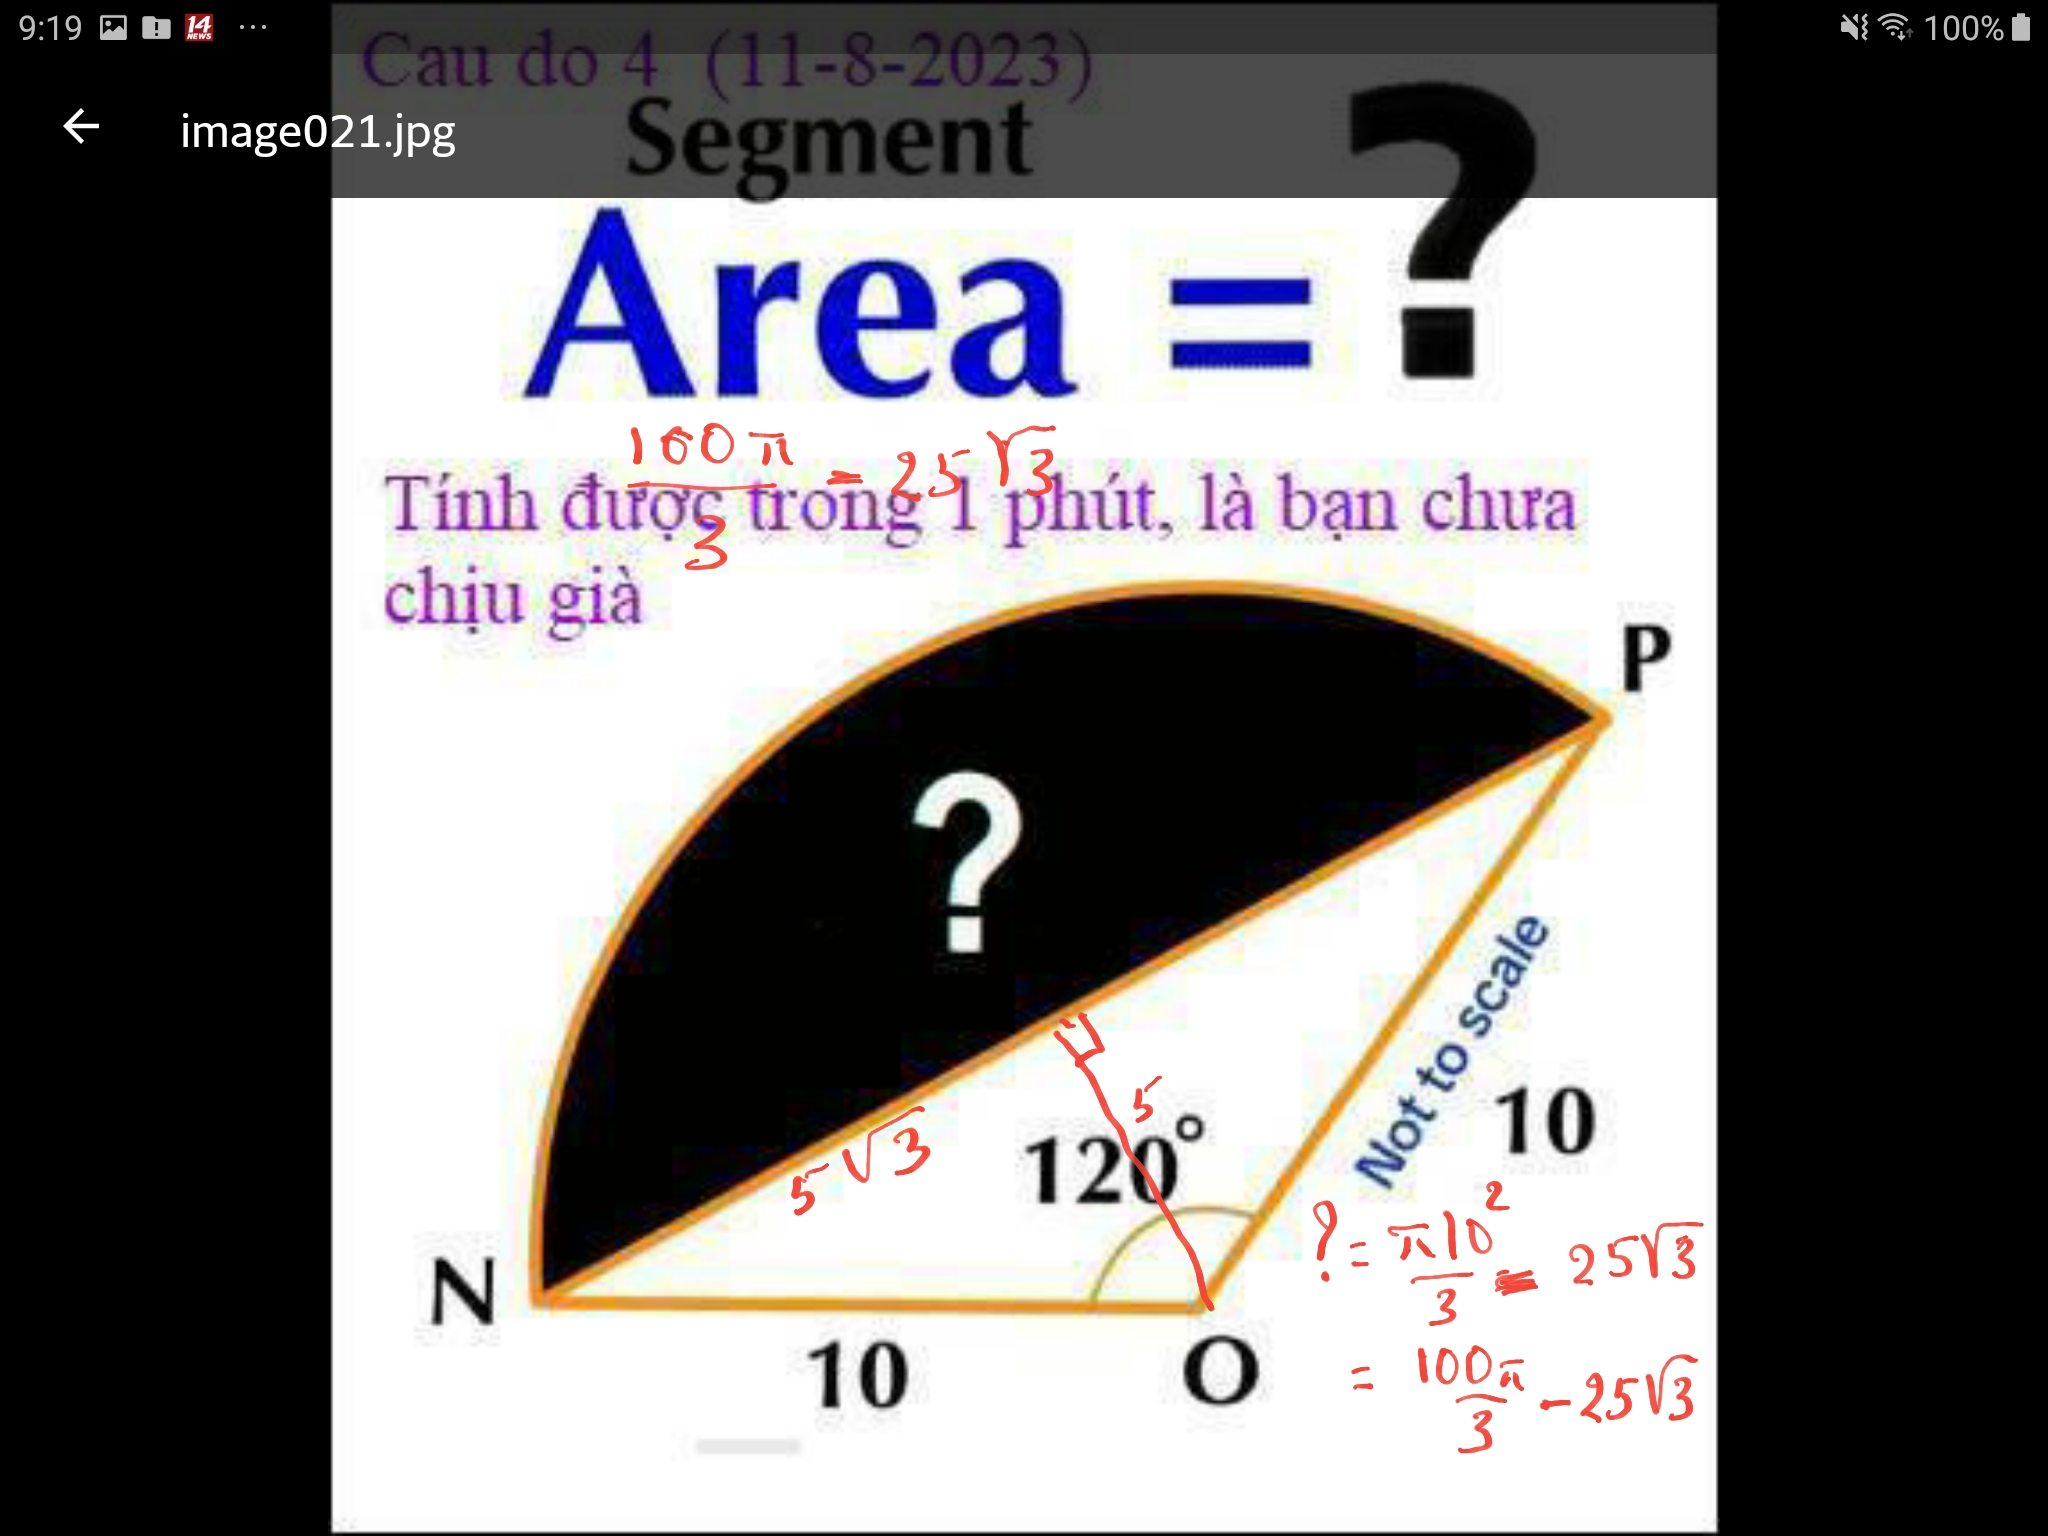 9:19 14 NEWS ... 100%
Cau do 4 (11-8-2023)
image021.jpg
Segment
Area = ?
100π/3 = 25√3
Tính được trong 1 phút, là bạn chưa
chịu già
P
?
Not to scale
5
10
120°
5√3
? = π10²/3 - 25√3
N
10
O
= 100π/3 - 25√3